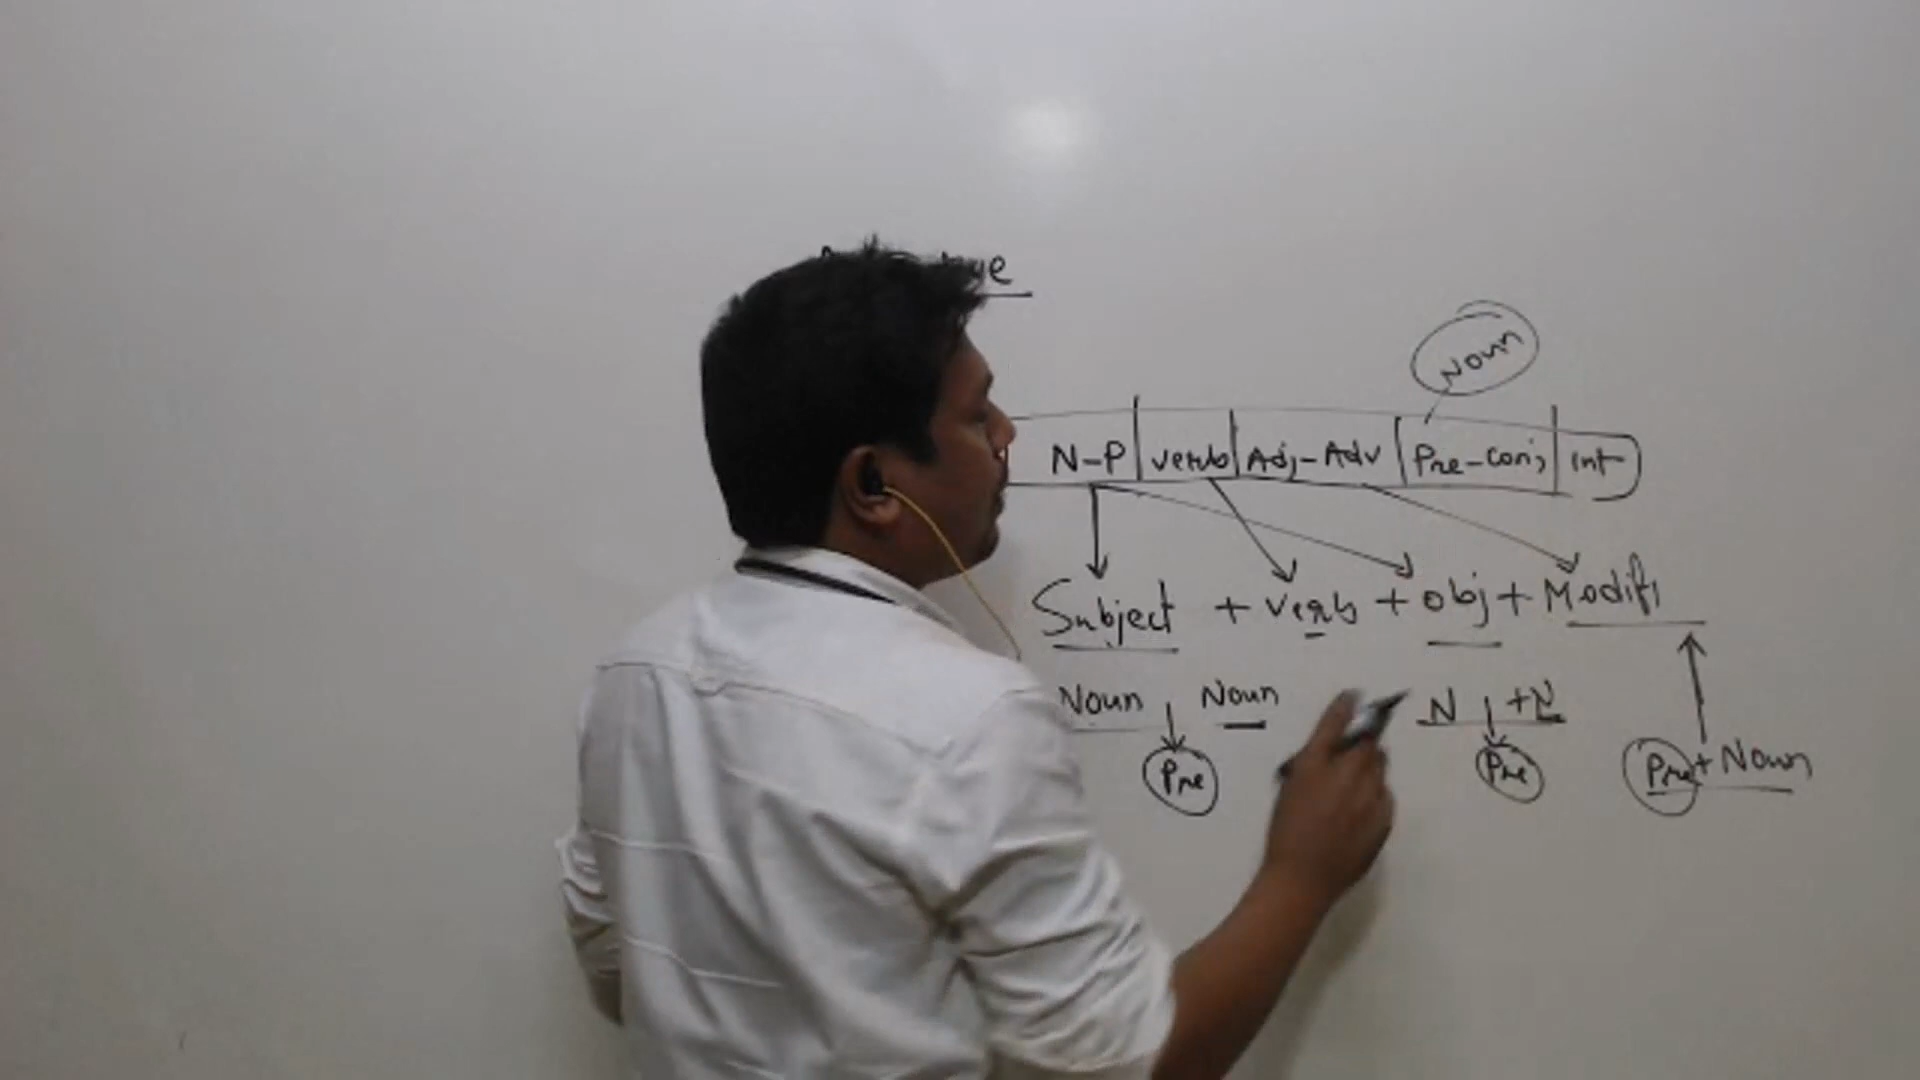 Noun
N-P verb Adj-Adv Pre-Conj Int
Subject + Verb + Obj + Modifi
Noun Noun N +N
Pre Pre Pre+Noun